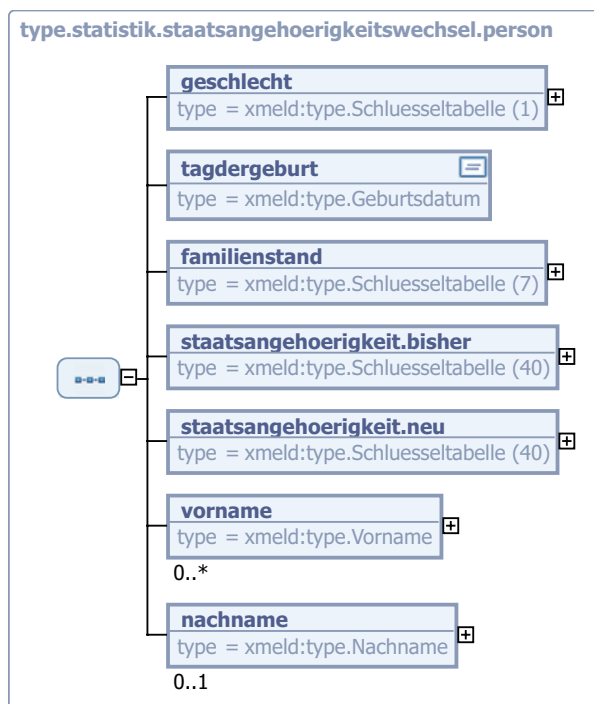 type.statistik.staatsangehoerigkeitswechsel.person
geschlecht
type = xmeld:type.Schluesseltabelle (1)
tagdergeburt
type = xmeld:type.Geburtsdatum
familienstand
type = xmeld:type.Schluesseltabelle (7)
staatsangehoerigkeit.bisher
type = xmeld:type.Schluesseltabelle (40)
staatsangehoerigkeit.neu
type = xmeld:type.Schluesseltabelle (40)
vorname
type = xmeld:type.Vorname
0..*
nachname
type = xmeld:type.Nachname
0..1